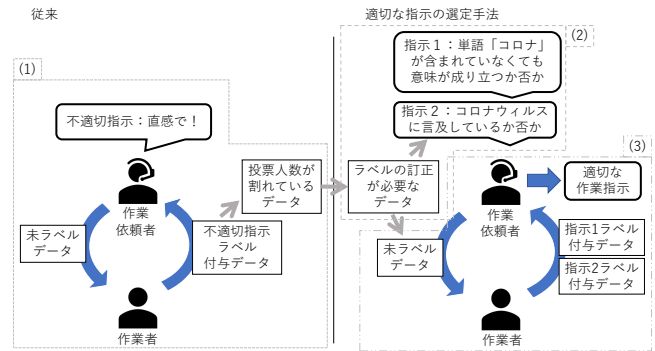 従来
(1)
不適切指示：直感で！
作業
依頼者
未ラベル
データ
不適切指示
ラベル
付与データ
作業者
投票人数が
割れている
データ
適切な指示の選定手法
(2)
指示１：単語「コロナ」
が含まれていなくても
意味が成り立つか否か
指示２：コロナウィルス
に言及しているか否か
ラベルの訂正
が必要な
データ
(3)
作業
依頼者
適切な
作業指示
未ラベル
データ
指示1ラベル
付与データ
指示2ラベル
付与データ
作業者